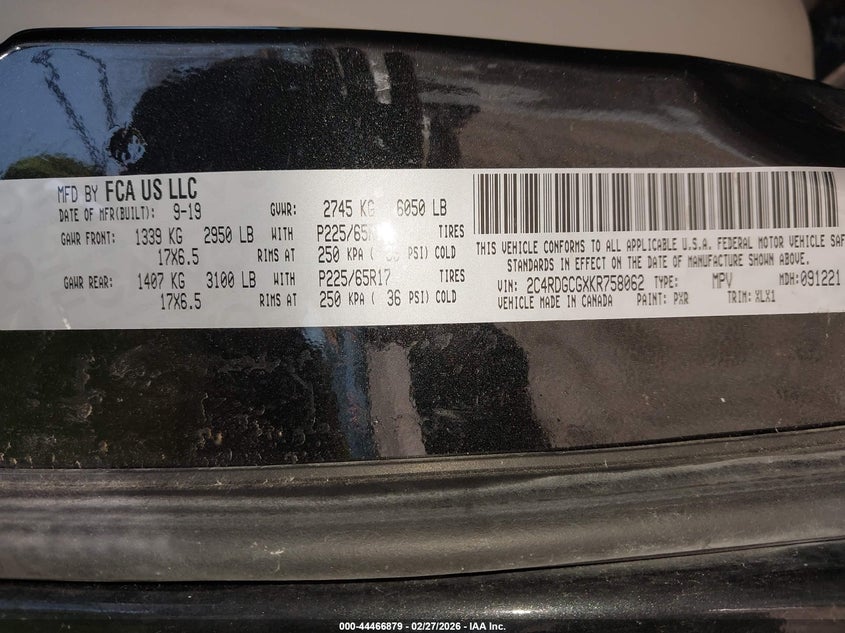 MFD BY FCA US LLC
DATE OF MFR(BUILT): 9-19 GVWR: 2745 KG 6050 LB
GAWR FRONT: 1339 KG 2950 LB WITH P225/65R TIRES
17X6.5 RIMS AT 250 KPA ( PSI) COLD
GAWR REAR: 1407 KG 3100 LB WITH P225/65R17 TIRES
17X6.5 RIMS AT 250 KPA ( 36 PSI) COLD
THIS VEHICLE CONFORMS TO ALL APPLICABLE U.S.A. FEDERAL MOTOR VEHICLE SAF
STANDARDS IN EFFECT ON THE DATE OF MANUFACTURE SHOWN ABOVE.
VIN: 2C4RDGCGXKR758062 TYPE: MPV MDH: 091221
VEHICLE MADE IN CANADA PAINT: PXR TRIM: XLX1
000-44466879 - 02/27/2026 - IAA Inc.